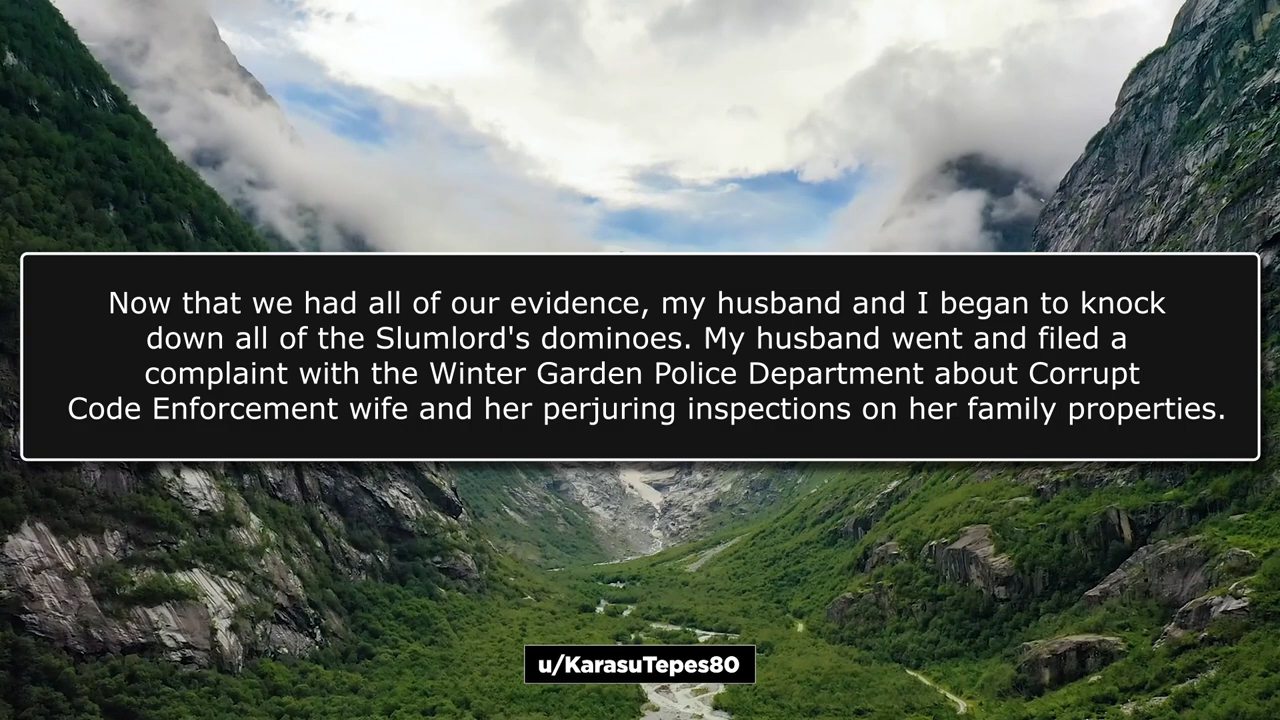 Now that we had all of our evidence, my husband and I began to knock
down all of the Slumlord's dominoes. My husband went and filed a
complaint with the Winter Garden Police Department about Corrupt
Code Enforcement wife and her perjuring inspections on her family properties.
u/KarasuTepes80